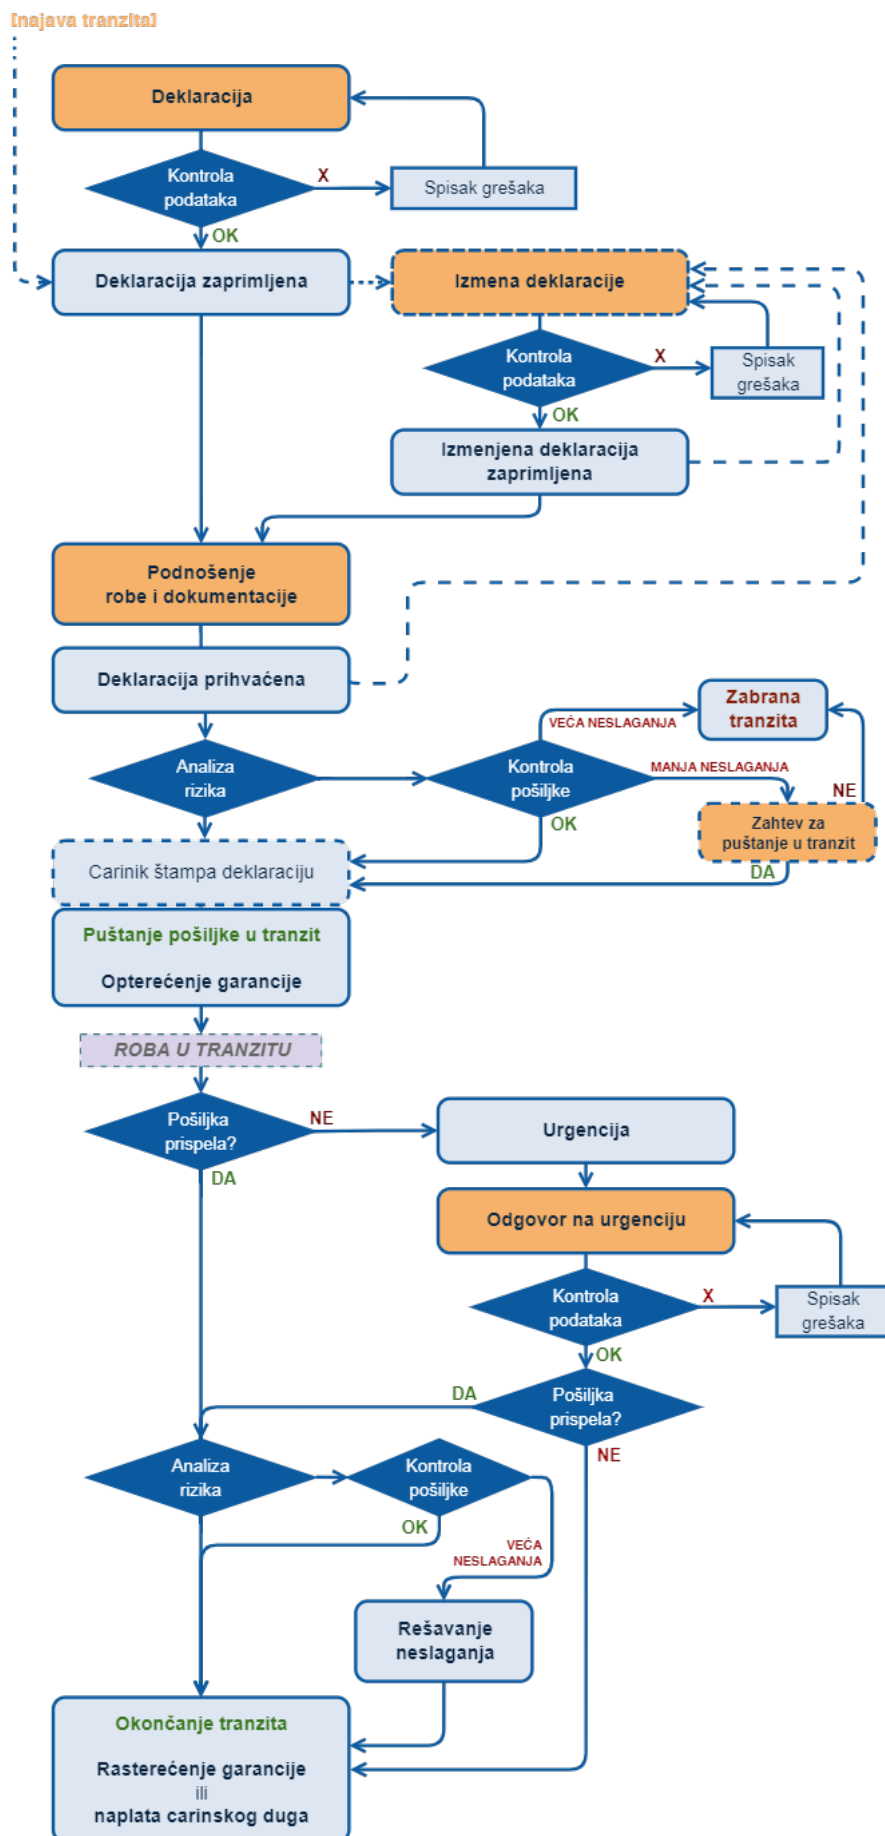 [najava tranzita]
Deklaracija
Kontrola
podataka
X
Spisak grešaka
OK
Deklaracija zaprimljena
Izmena deklaracije
Kontrola
podataka
X
Spisak
grešaka
OK
Izmenjena deklaracija
zaprimljena
Podnošenje
robe i dokumentacije
Deklaracija prihvaćena
Zabrana
tranzita
VEĆA NESLAGANJA
Analiza
rizika
Kontrola
pošiljke
MANJA NESLAGANJA
NE
OK
Zahtev za
puštanje u tranzit
DA
Carinik štampa deklaraciju
Puštanje pošiljke u tranzit
Opterećenje garancije
ROBA U TRANZITU
Pošiljka
prispela?
NE
Urgencija
DA
Odgovor na urgenciju
Kontrola
podataka
X
Spisak
grešaka
OK
DA
Pošiljka
prispela?
NE
Analiza
rizika
Kontrola
pošiljke
OK
VEĆA
NESLAGANJA
Rešavanje
neslaganja
Okončanje tranzita
Rasterećenje garancije
ili
naplata carinskog duga